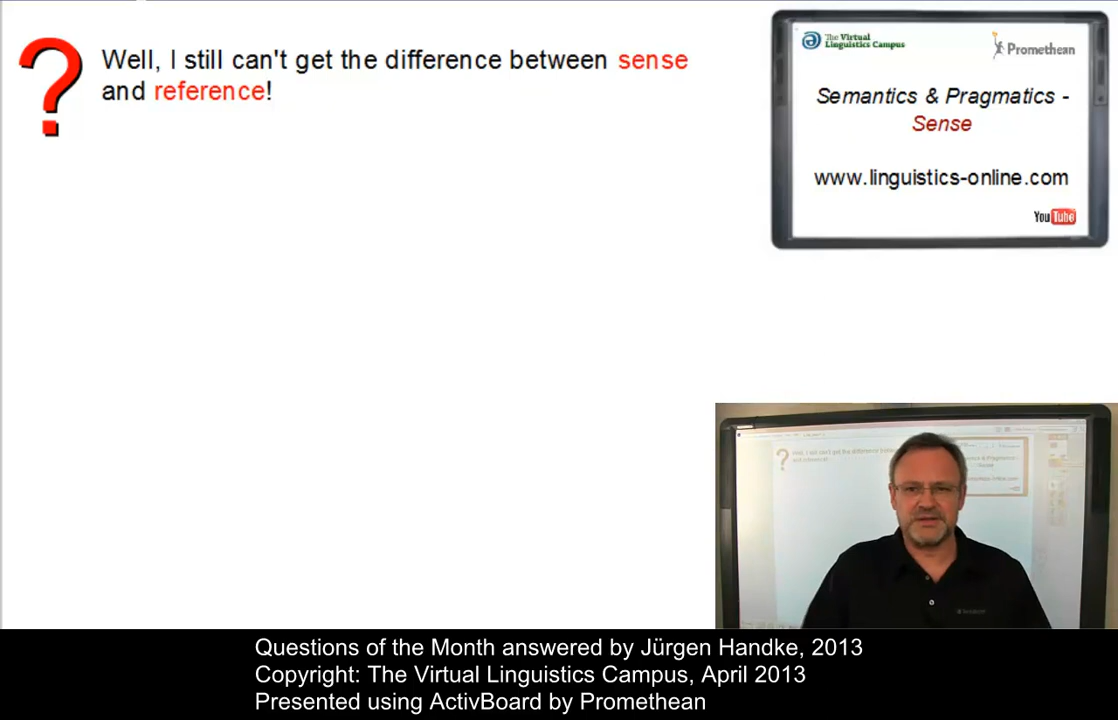 ?
Well, I still can't get the difference between sense
and reference!
The Virtual
Linguistics Campus
Promethean
Semantics & Pragmatics -
Sense
www.linguistics-online.com
YouTube
Questions of the Month answered by Jürgen Handke, 2013
Copyright: The Virtual Linguistics Campus, April 2013
Presented using ActivBoard by Promethean